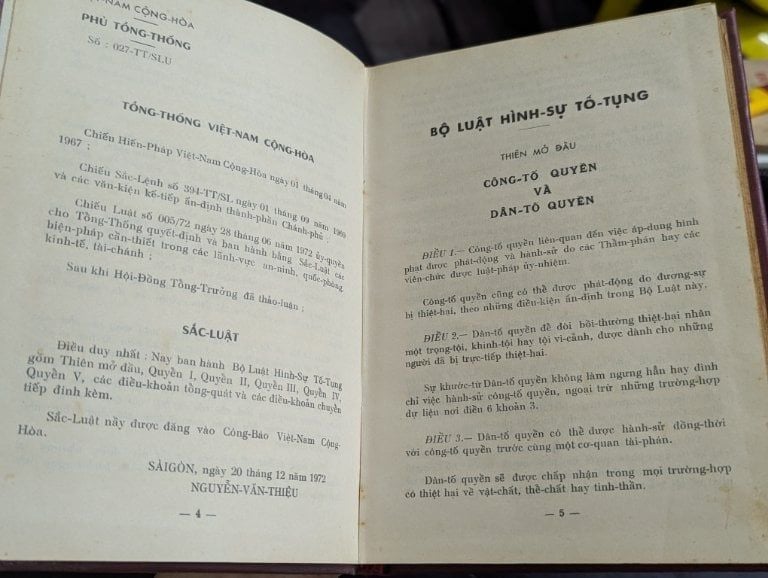 VIỆT-NAM CỘNG-HÒA
PHỦ TỔNG-THỐNG
Số : 027-TT/SLU
TỔNG-THỐNG VIỆT-NAM CỘNG-HÒA
Chiếu Hiến-Pháp Việt-Nam Cộng-Hòa ngày 01 tháng 04 năm
1967 ;
Chiếu Sắc-Lệnh số 394-TT/SL ngày 01 tháng 09 năm 1969
và các văn-kiện kế-tiếp ấn-định thành-phần Chánh-phủ ;
Chiếu Luật số 005/72 ngày 28 tháng 06 năm 1972 ủy-quyền
cho Tổng-Thống quyết-định và ban hành bằng Sắc-Luật các
biện-pháp cần-thiết trong các lãnh-vực an-ninh, quốc-phòng,
kinh-tế, tài-chánh ;
Sau khi Hội-Đồng Tổng-Trưởng đã thảo-luận ;
SẮC-LUẬT
Điều duy nhất : Nay ban hành Bộ Luật Hình-Sự Tố-Tụng
gồm Thiên mở đầu, Quyển I, Quyển II, Quyển III, Quyển IV,
Quyển V, các điều-khoản tổng-quát và các điều-khoản chuyển
tiếp đính kèm.
Sắc-Luật nầy được đăng vào Công-Báo Việt-Nam Cộng-
Hòa.
SÀIGÒN, ngày 20 tháng 12 năm 1972
NGUYỄN-VĂN-THIỆU
— 4 —
BỘ LUẬT HÌNH-SỰ TỐ-TỤNG
THIÊN MỞ ĐẦU
CÔNG-TỐ QUYỀN
VÀ
DÂN-TỐ QUYỀN
ĐIỀU 1.— Công-tố quyền liên-quan đến việc áp-dụng hình
phạt được phát-động và hành-sử do các Thẩm-phán hay các
viên-chức được luật-pháp ủy-nhiệm.
Công-tố quyền cũng có thể được phát-động do đương-sự
bị thiệt-hại, theo những điều-kiện ấn-định trong Bộ Luật này.
ĐIỀU 2.— Dân-tố quyền để đòi bồi-thường thiệt-hại nhân
một trọng-tội, khinh-tội hay tội vi-cảnh, được dành cho những
người đã bị trực-tiếp thiệt-hại.
Sự khước-từ Dân-tố quyền không làm ngưng hẳn hay đình
chỉ việc hành-sử công-tố quyền, ngoại trừ những trường-hợp
dự liệu nơi điều 6 khoản 3.
ĐIỀU 3.— Dân-tố quyền có thể được hành-sử đồng-thời
với công-tố quyền trước cùng một cơ-quan tài-phán.
Dân-tố quyền sẽ được chấp nhận trong mọi trường-hợp
có thiệt hại về vật-chất, thể-chất hay tinh-thần.
— 5 —